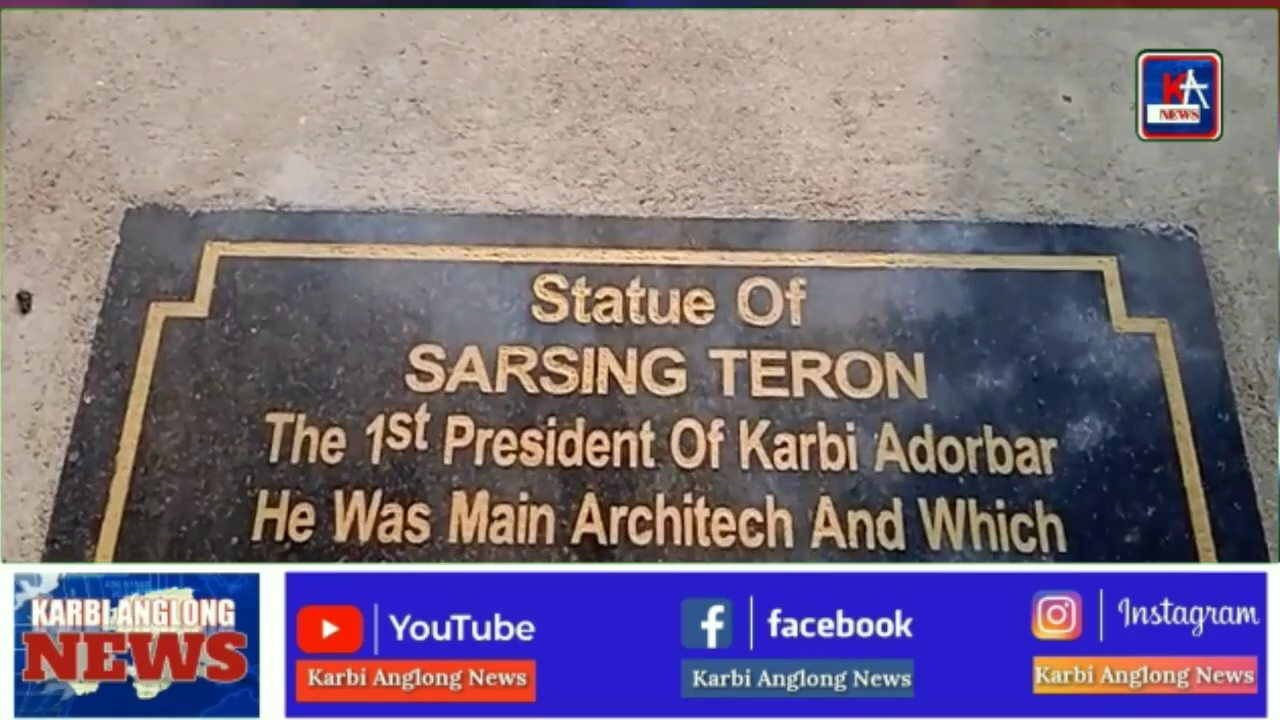 KA
NEWS
Statue Of
SARSING TERON
The 1st President Of Karbi Adorbar
He Was Main Architech And Which
KARBI ANGLONG
NEWS
YouTube
Karbi Anglong News
facebook
Karbi Anglong News
Instagram
Karbi Anglong News